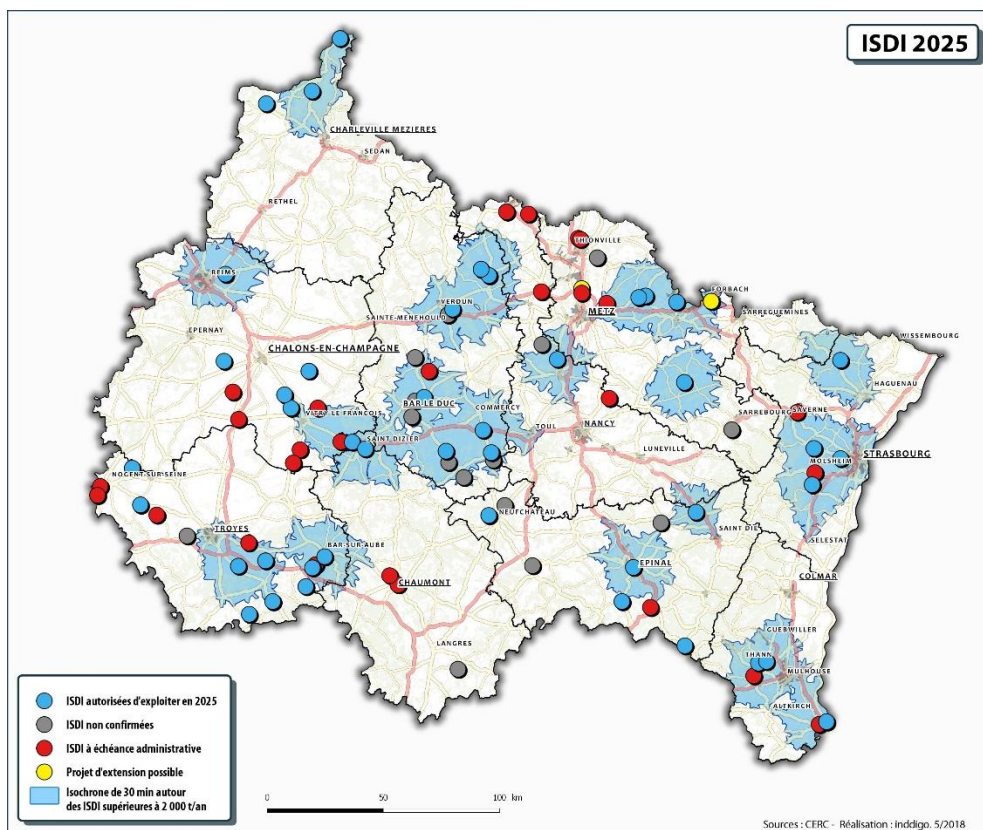 ISDI 2025
CHARLEVILLE MEZIERES
SEDAN
RETHEL
THIONVILLE
REIMS
FORBACH
VERDUN
SAINTE-MENEHOULD
METZ
SARREGUEMINES
EPERNAY
WISSEMBOURG
CHALONS-EN-CHAMPAGNE
HAGUENAU
BAR-LE DUC
COMMERCY
SARREBOURG
SAVERNE
VITRY-LE-FRANÇOIS
TOUL
NANCY
SAINT DIZIER
LUNEVILLE
MOLSHEIM
STRASBOURG
NOGENT-SUR-SEINE
NEUFCHATEAU
TROYES
SAINT DIE
SELESTAT
BAR-SUR-AUBE
EPINAL
COLMAR
CHAUMONT
GUEBWILLER
LANGRES
THANN
MULHOUSE
ALTKIRCH
ISDI autorisées d'exploiter en 2025
ISDI non confirmées
ISDI à échéance administrative
Projet d'extension possible
Isochrone de 30 min autour
des ISDI supérieures à 2 000 t/an
0 50 100 km
Sources : CERC - Réalisation : inddigo. 5/2018